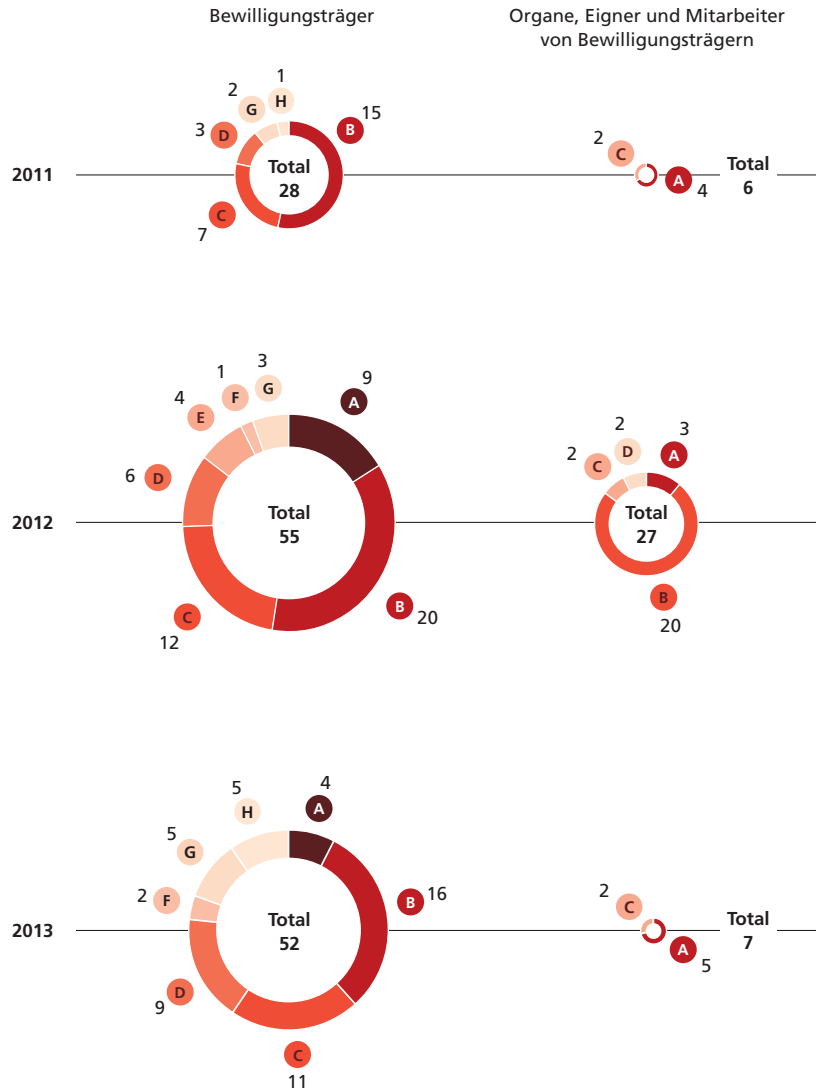 Bewilligungsträger
Organe, Eigner und Mitarbeiter
von Bewilligungsträgern
2011
1
H
2
G
3
D
15
B
Total
28
C
7
2
C
A
4
Total
6
2012
3
G
1
F
4
E
9
A
6
D
Total
55
B
20
C
12
2
D
2
C
3
A
Total
27
B
20
2013
5
H
4
A
5
G
2
F
16
B
Total
52
D
9
C
11
2
C
A
5
Total
7